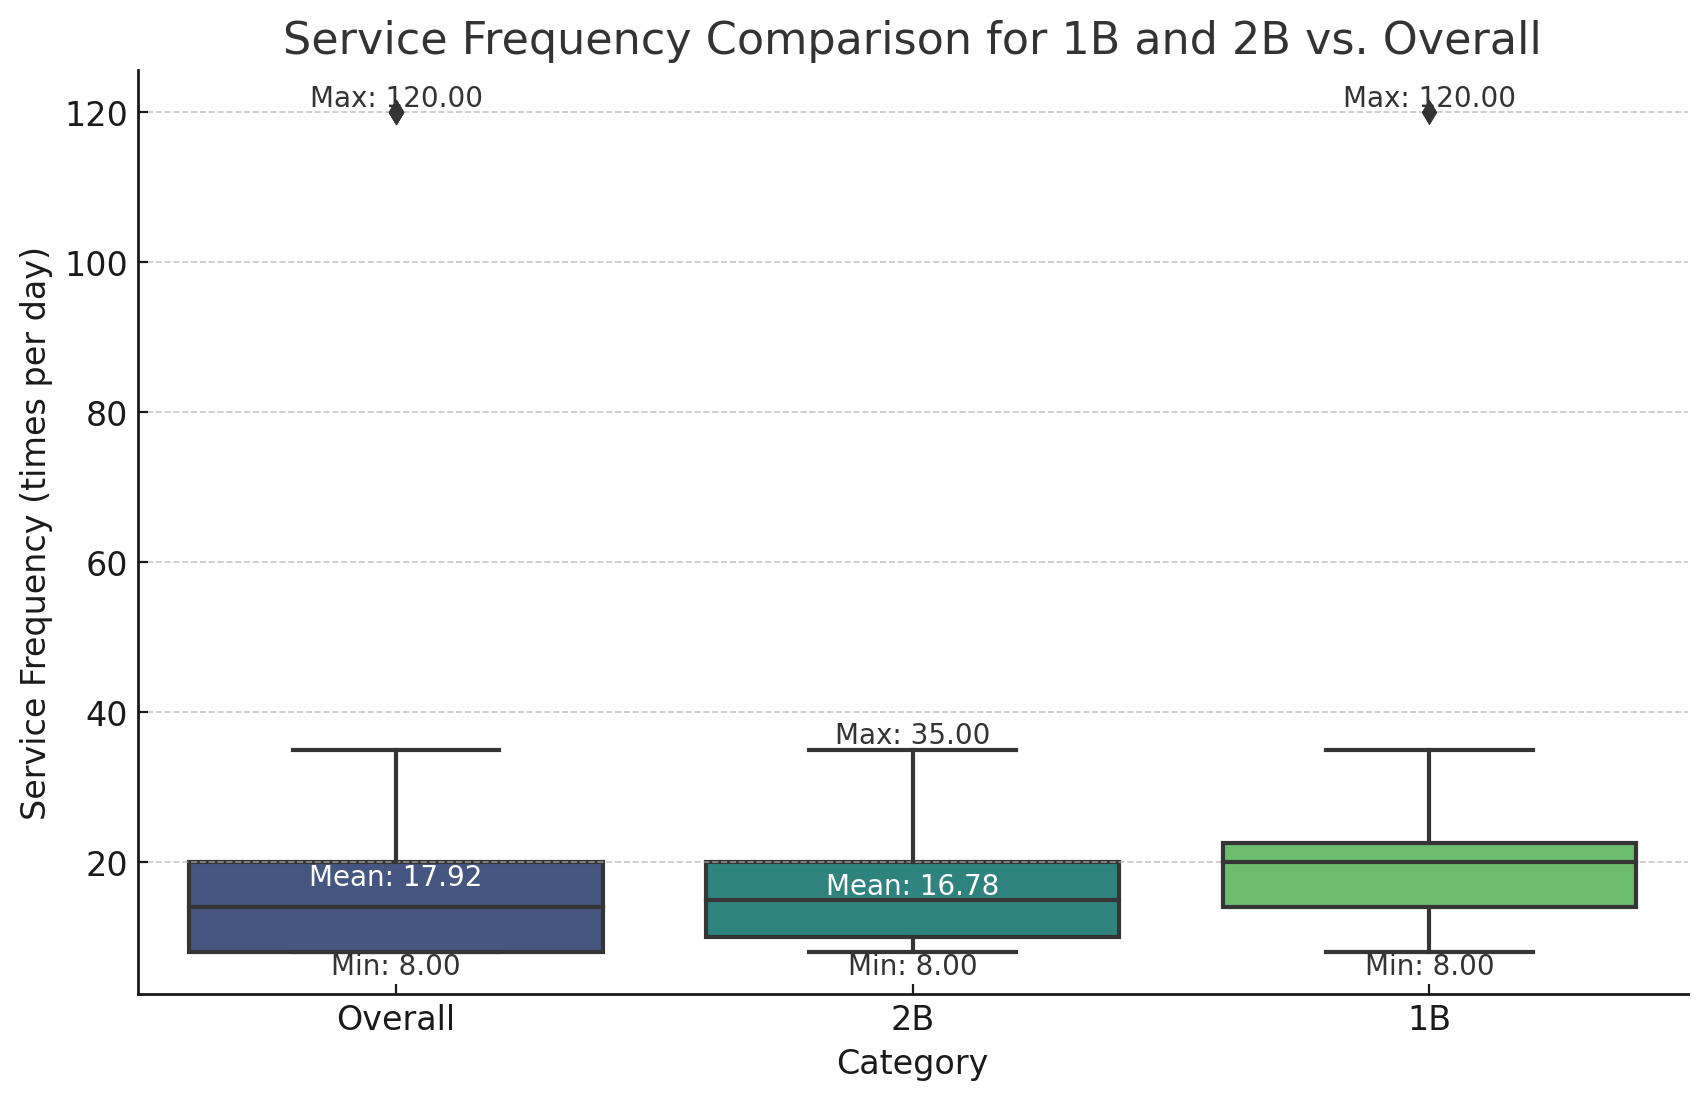 Service Frequency Comparison for 1B and 2B vs. Overall
Service Frequency (times per day)
120
100
80
60
40
20
Max: 120.00
Max: 120.00
Max: 35.00
Mean: 17.92
Mean: 16.78
Min: 8.00
Min: 8.00
Min: 8.00
Overall
2B
1B
Category